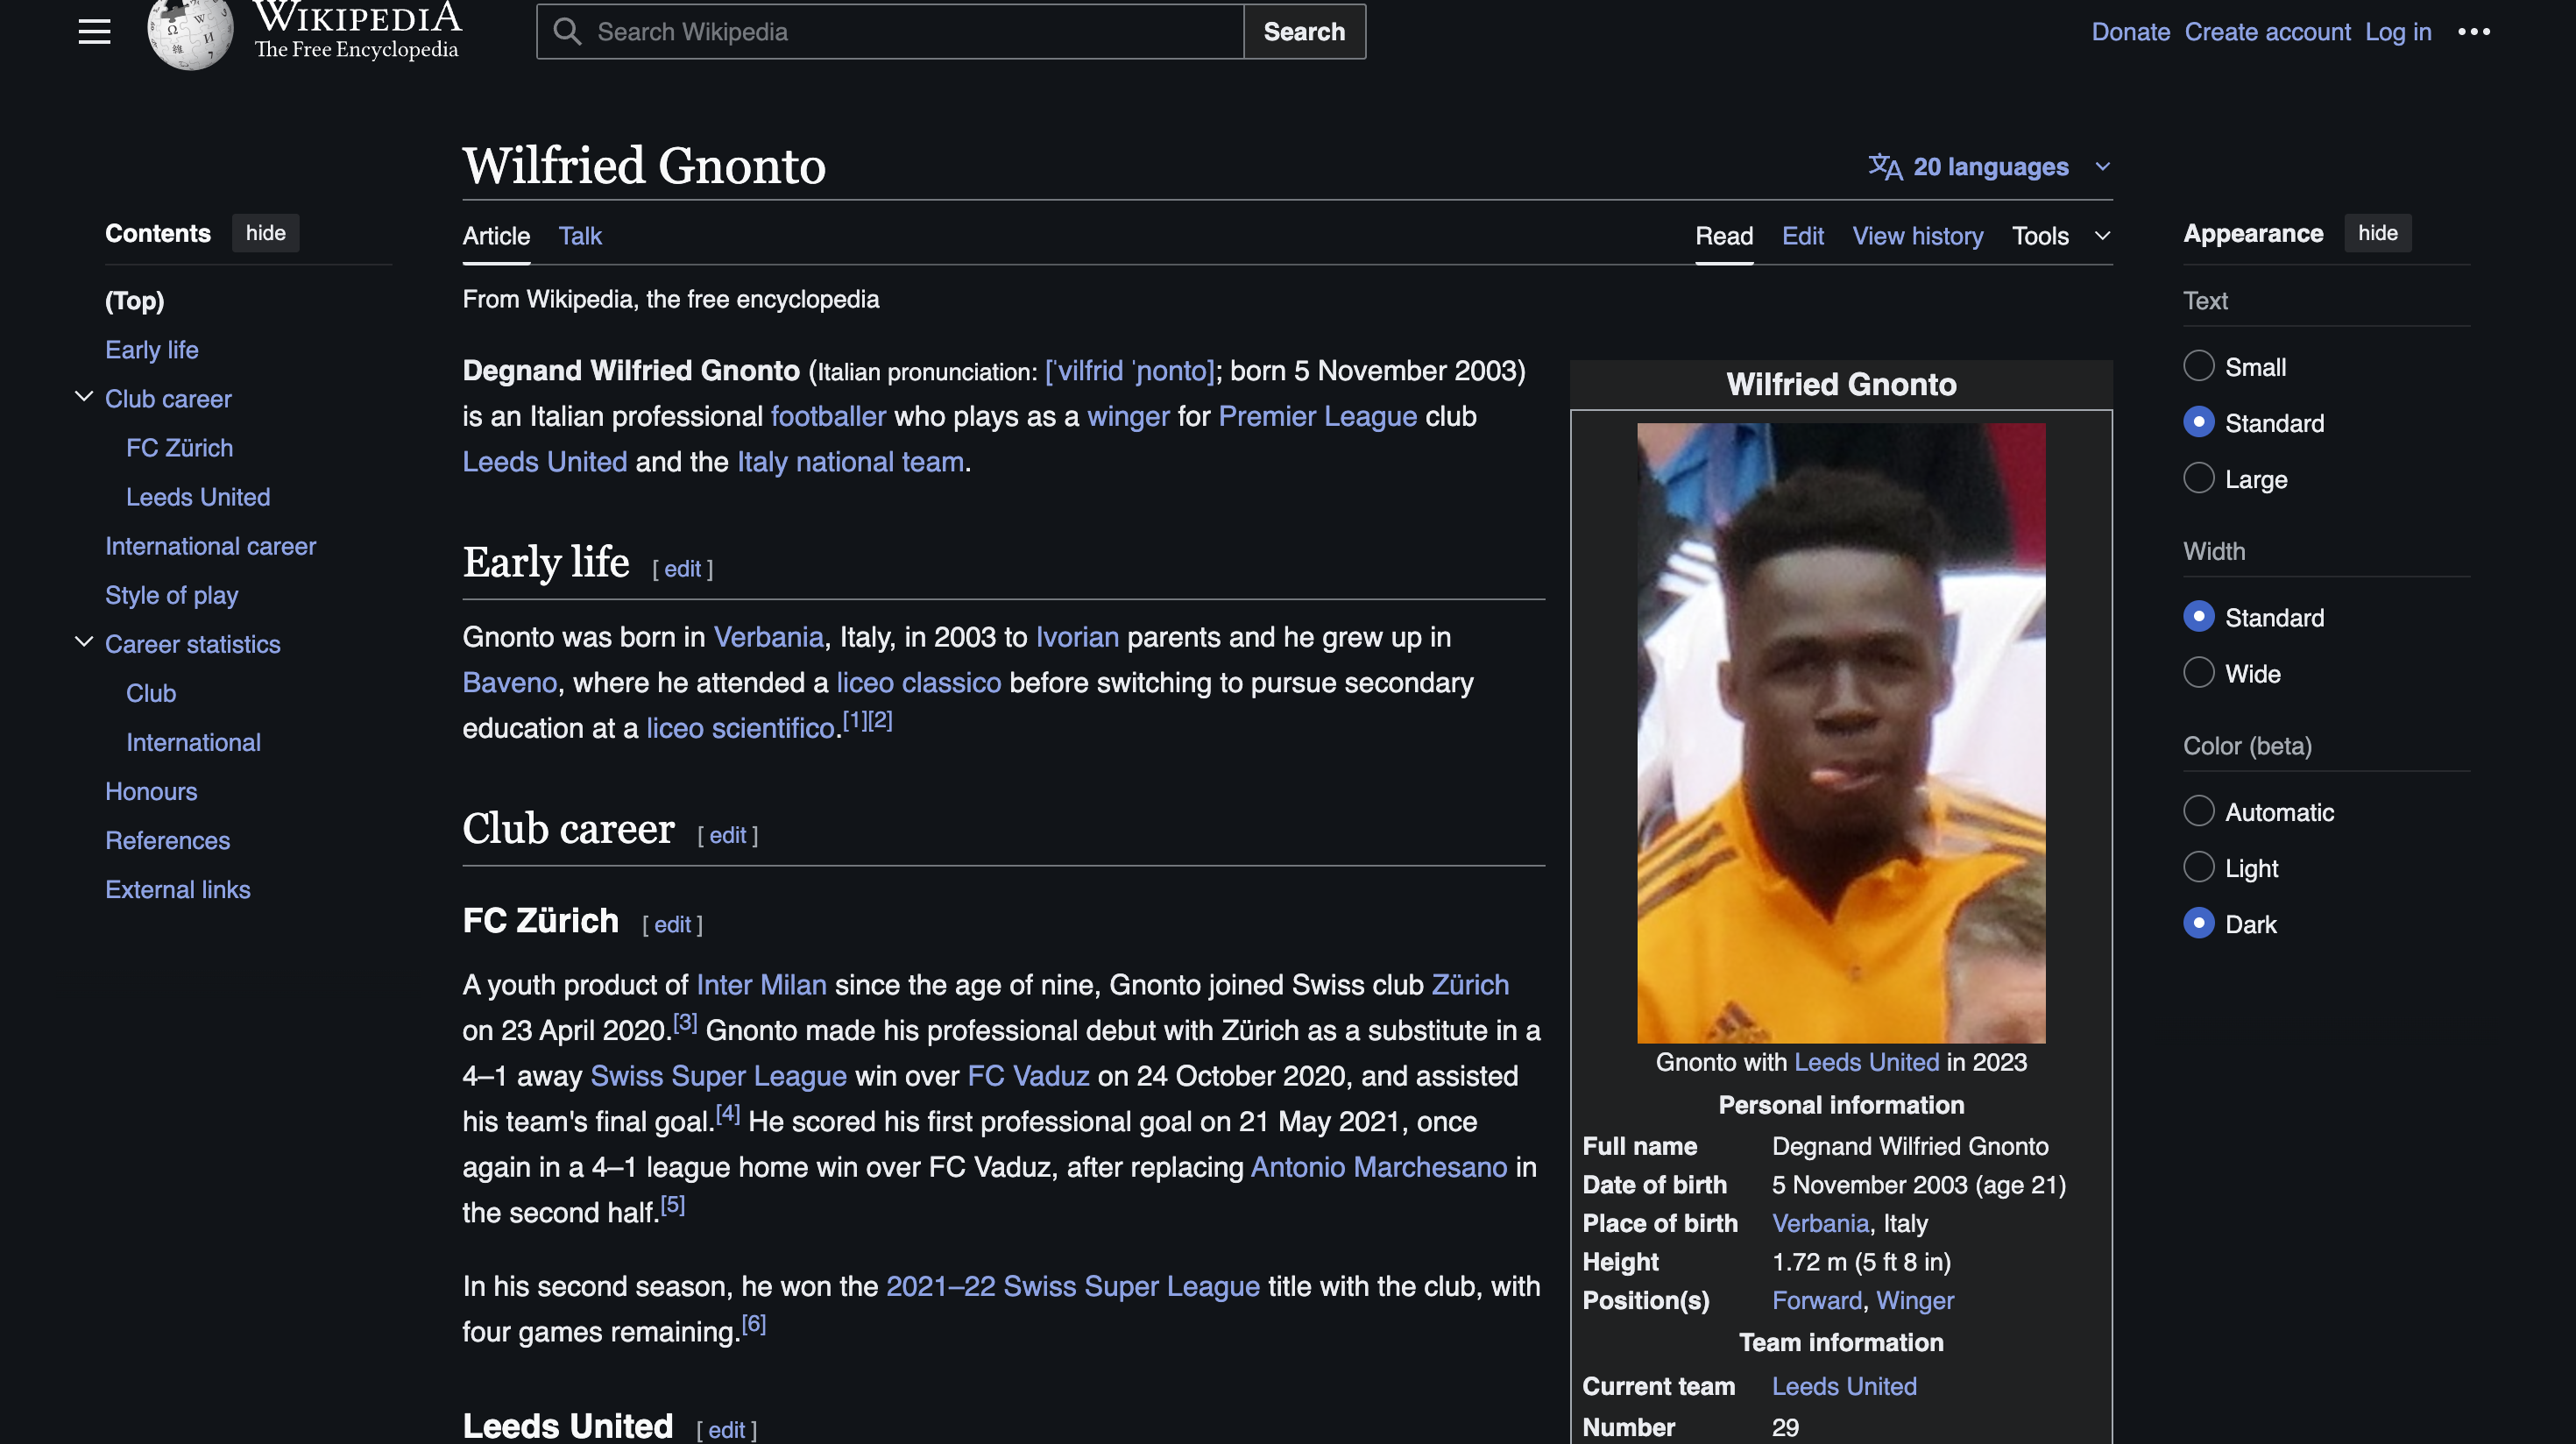 WIKIPEDIA
The Free Encyclopedia
Search Wikipedia
Search
Donate Create account Log in
Wilfried Gnonto
20 languages
Contents hide
Article Talk
Read Edit View history Tools
Appearance hide
(Top)
Early life
Club career
FC Zürich
Leeds United
International career
Style of play
Career statistics
Club
International
Honours
References
External links
From Wikipedia, the free encyclopedia
Degnand Wilfried Gnonto (Italian pronunciation: [ˈvilfrid ˈɲonto]; born 5 November 2003)
is an Italian professional footballer who plays as a winger for Premier League club
Leeds United and the Italy national team.
Early life [ edit ]
Gnonto was born in Verbania, Italy, in 2003 to Ivorian parents and he grew up in
Baveno, where he attended a liceo classico before switching to pursue secondary
education at a liceo scientifico.[1][2]
Club career [ edit ]
FC Zürich [ edit ]
A youth product of Inter Milan since the age of nine, Gnonto joined Swiss club Zürich
on 23 April 2020.[3] Gnonto made his professional debut with Zürich as a substitute in a
4–1 away Swiss Super League win over FC Vaduz on 24 October 2020, and assisted
his team's final goal.[4] He scored his first professional goal on 21 May 2021, once
again in a 4–1 league home win over FC Vaduz, after replacing Antonio Marchesano in
the second half.[5]
In his second season, he won the 2021–22 Swiss Super League title with the club, with
four games remaining.[6]
Leeds United [ edit ]
Wilfried Gnonto
Gnonto with Leeds United in 2023
Personal information
Full name Degnand Wilfried Gnonto
Date of birth 5 November 2003 (age 21)
Place of birth Verbania, Italy
Height 1.72 m (5 ft 8 in)
Position(s) Forward, Winger
Team information
Current team Leeds United
Number 29
Text
Small
Standard
Large
Width
Standard
Wide
Color (beta)
Automatic
Light
Dark